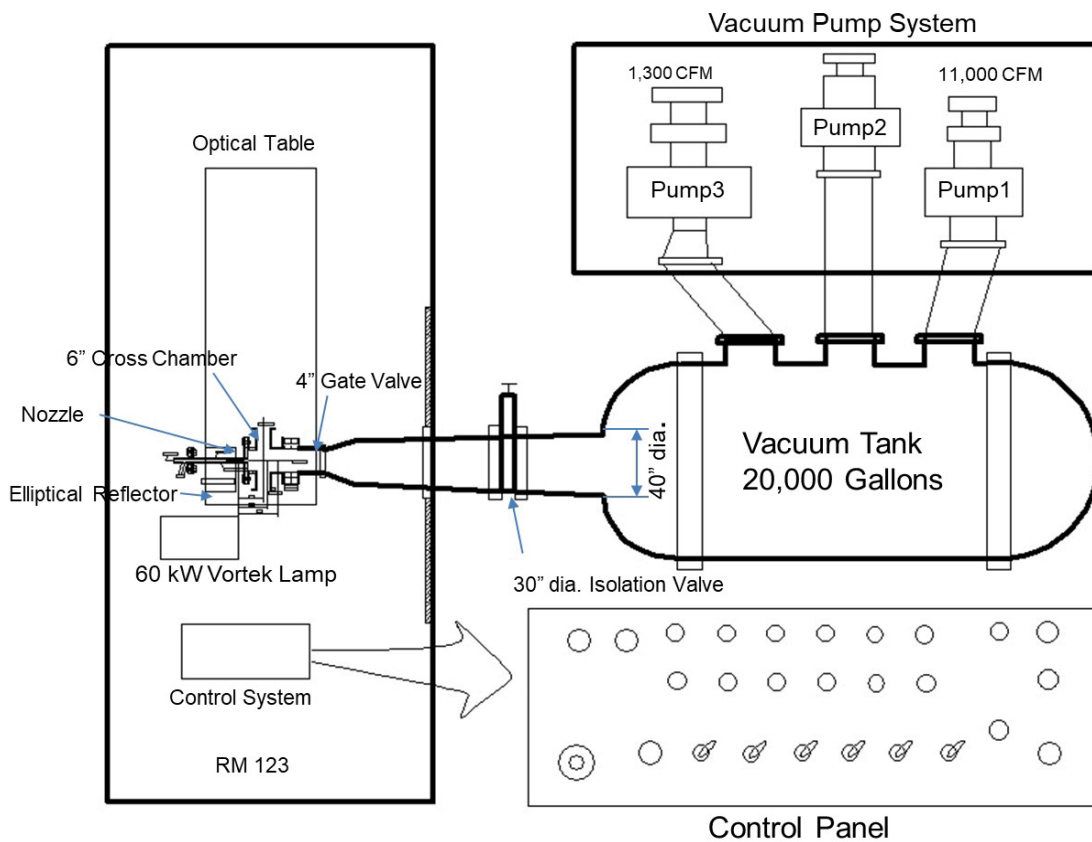 Vacuum Pump System
1,300 CFM
11,000 CFM
Pump2
Pump3
Pump1
Optical Table
6” Cross Chamber
4” Gate Valve
Nozzle
Elliptical Reflector
60 kW Vortek Lamp
40” dia.
Vacuum Tank
20,000 Gallons
30” dia. Isolation Valve
Control System
RM 123
Control Panel